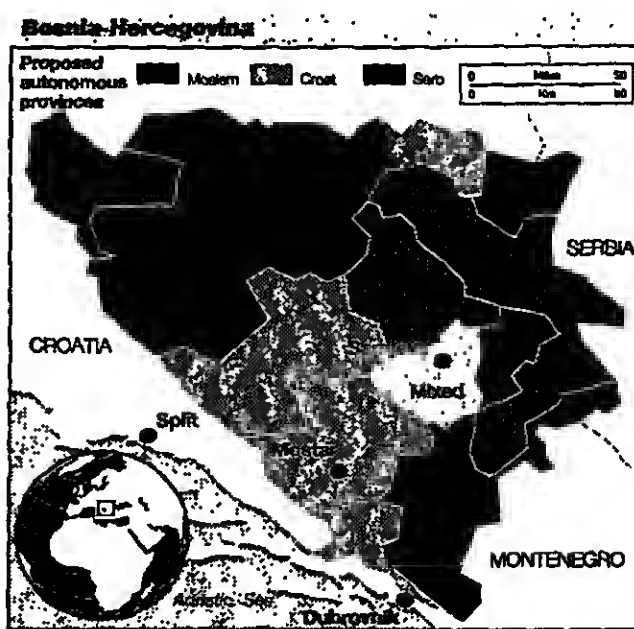 Bosnia-Hercegovina
Proposed
autonomous
provinces
Moslem
Croat
Serb
0 Miles 50
0 Km 80
SERBIA
CROATIA
Mixed
Split
Mostar
MONTENEGRO
Adriatic Sea
Dubrovnik